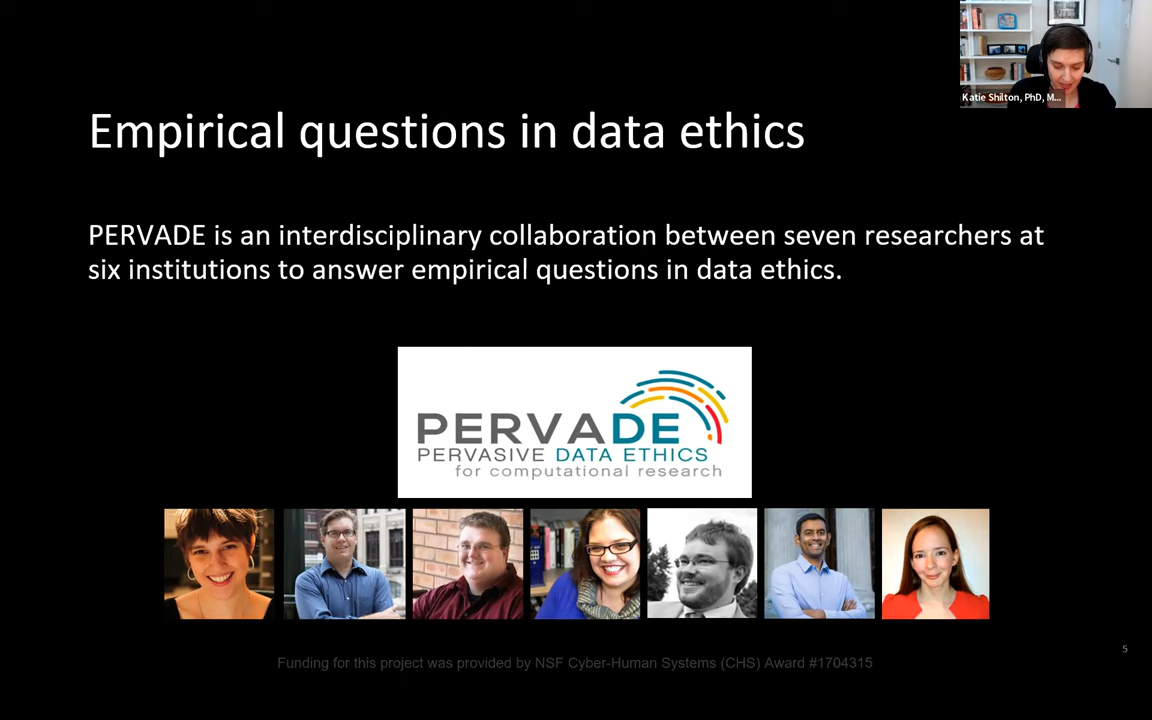 Katie Shilton, PhD, M...
Empirical questions in data ethics
PERVADE is an interdisciplinary collaboration between seven researchers at
six institutions to answer empirical questions in data ethics.
PERVADE
PERVASIVE DATA ETHICS
for computational research
5
Funding for this project was provided by NSF Cyber-Human Systems (CHS) Award #1704315